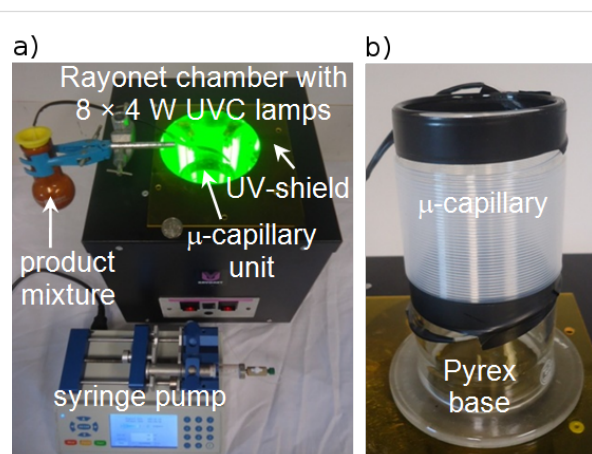 a)
Rayonet chamber with
8 × 4 W UVC lamps
UV-shield
μ-capillary
unit
product
mixture
syringe pump
b)
μ-capillary
Pyrex
base